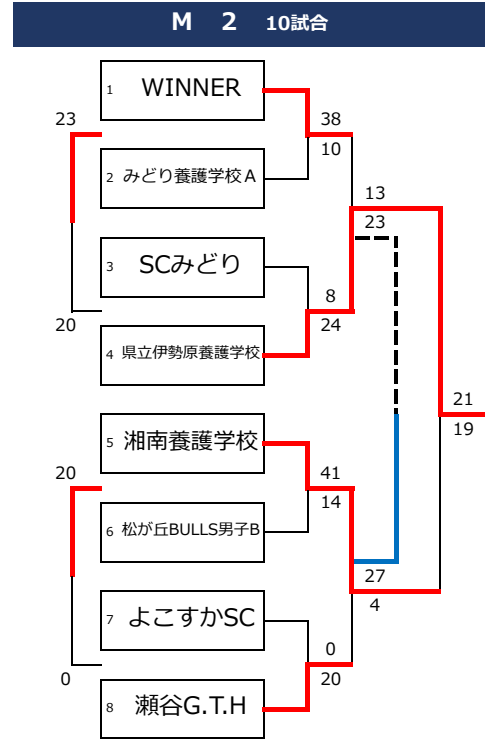 M 2 10試合
1 WINNER
23
38
10
2 みどり養護学校A
13
23
3 SCみどり
8
20
24
4 県立伊勢原養護学校
21
19
5 湘南養護学校
20
41
14
6 松が丘BULLS男子B
27
4
7 よこすかSC
0
0
20
8 瀬谷G.T.H